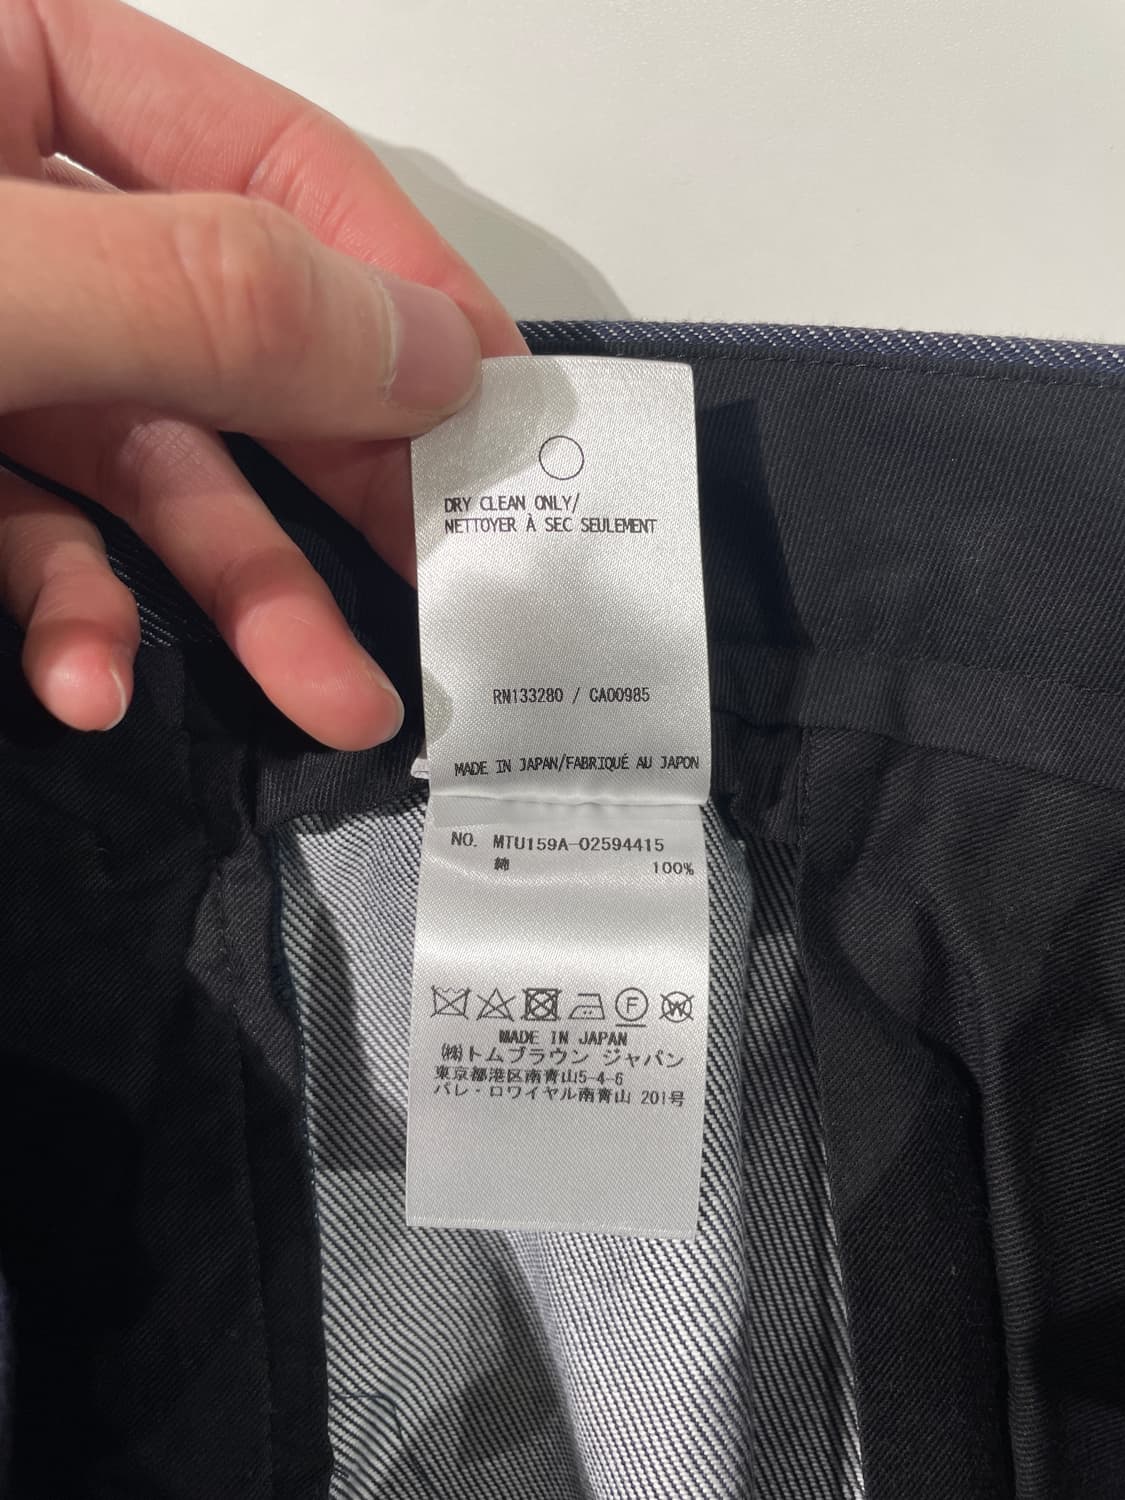 DRY CLEAN ONLY/
NETTOYER À SEC SEULEMENT
RN133280 / CA00985
MADE IN JAPAN/FABRIQUÉ AU JAPON
NO. MTU159A-02594415
綿 100%
F W
MADE IN JAPAN
㈱トムブラウン ジャパン
東京都港区南青山5-4-6
パレ・ロワイヤル南青山 201号